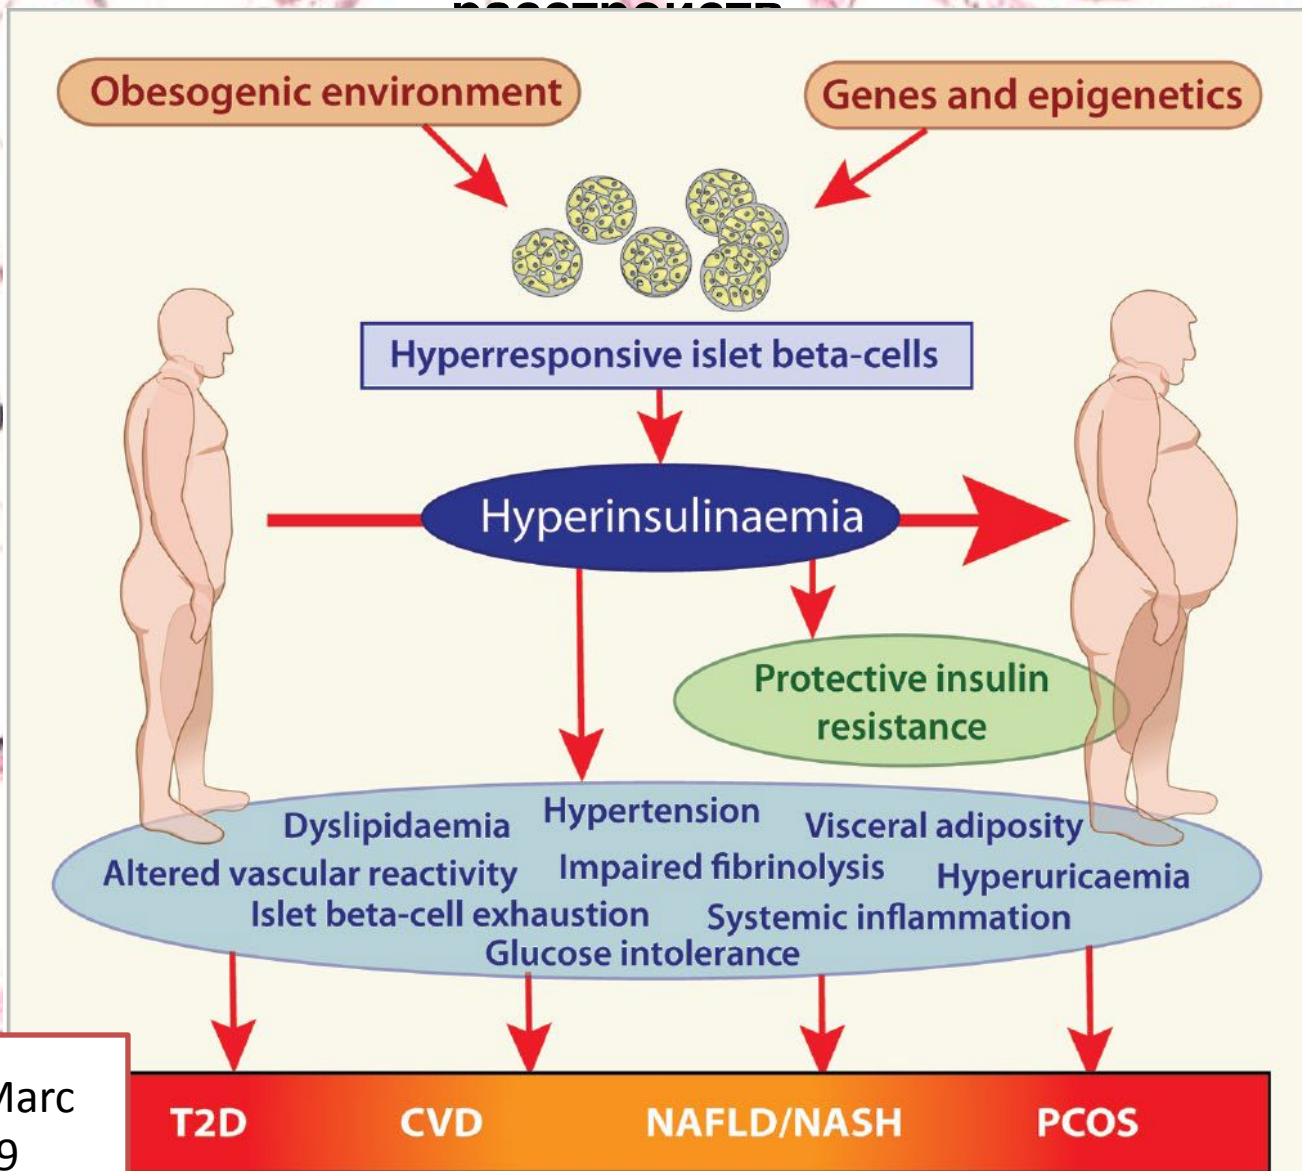 расстройств
Obesogenic environment
Genes and epigenetics
Hyperresponsive islet beta-cells
Hyperinsulinaemia
Protective insulin
resistance
Dyslipidaemia
Hypertension
Visceral adiposity
Altered vascular reactivity
Impaired fibrinolysis
Hyperuricaemia
Islet beta-cell exhaustion
Systemic inflammation
Glucose intolerance
Marc
9
T2D
CVD
NAFLD/NASH
PCOS